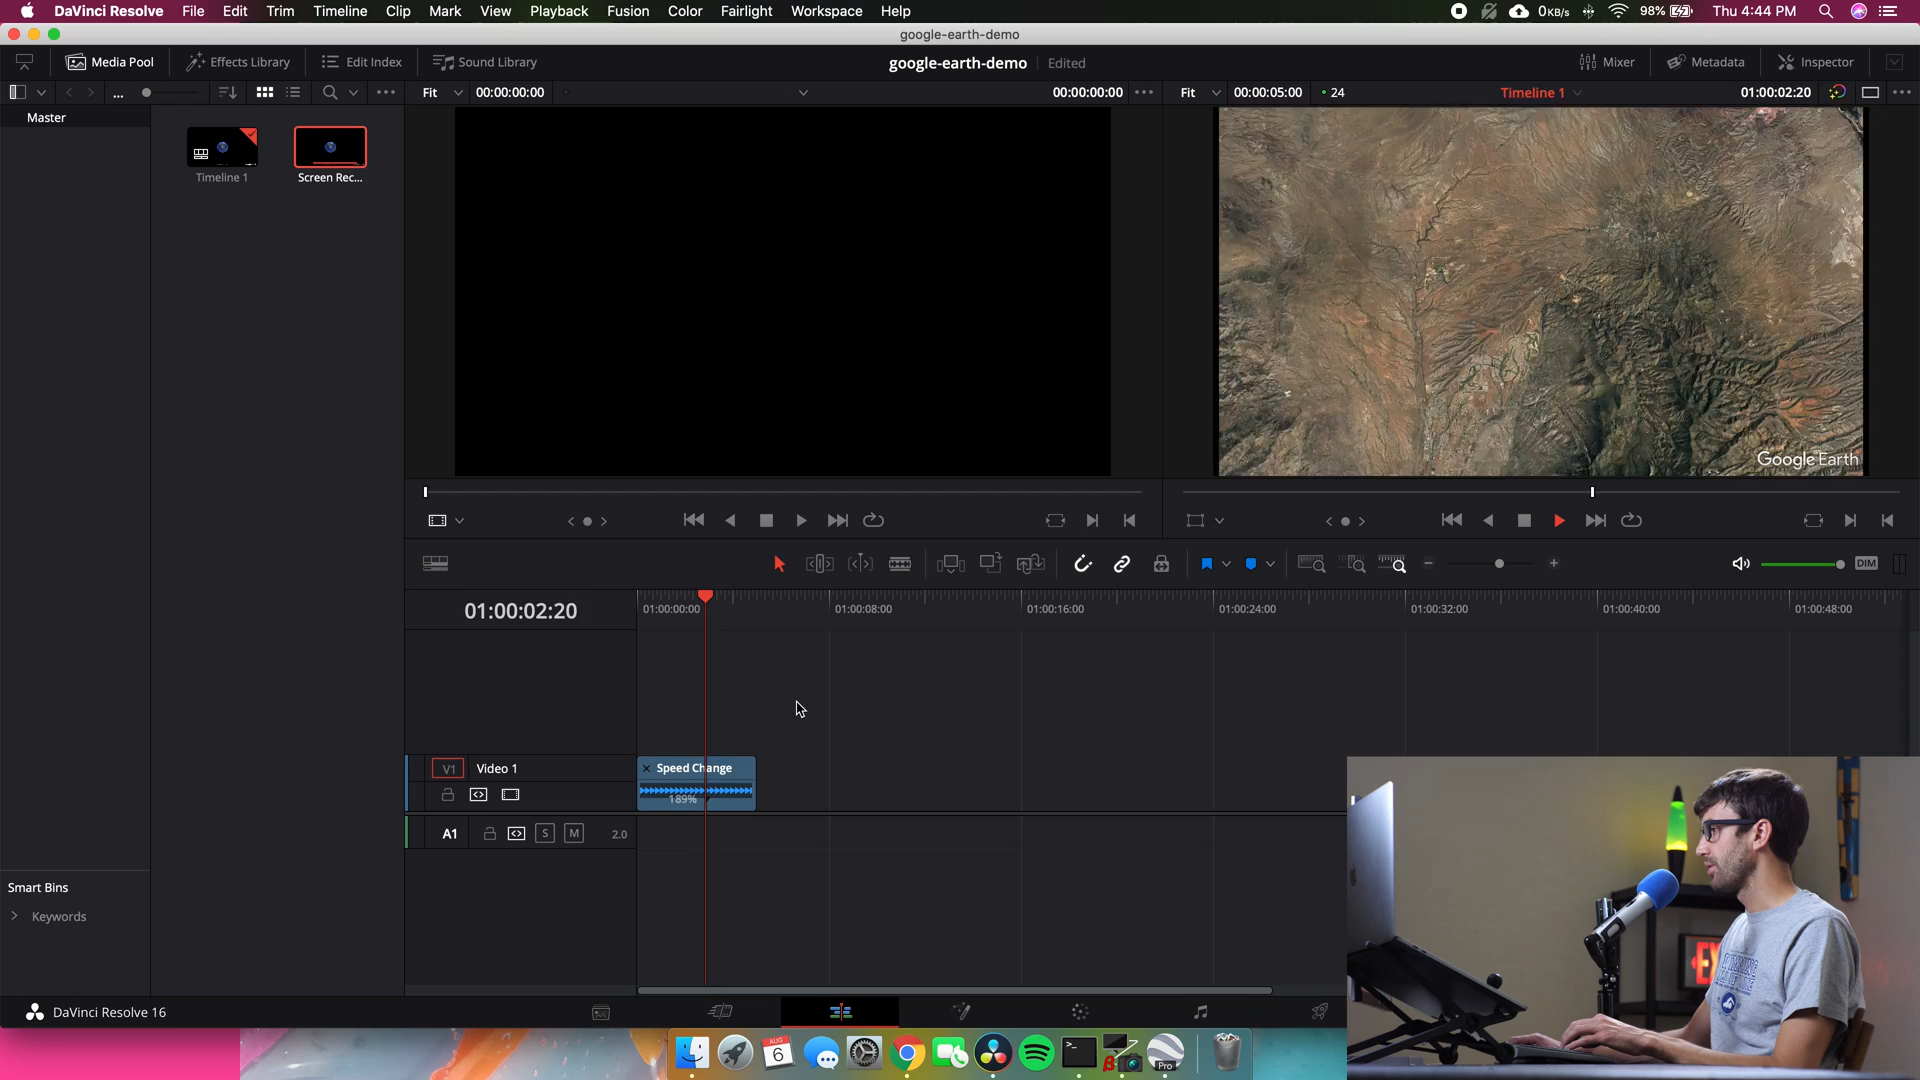 DaVinci Resolve File Edit Trim Timeline Clip Mark View Playback Fusion Color Fairlight Workspace Help 0KB/s 98% Thu 4:44 PM
google-earth-demo
Media Pool Effects Library Edit Index Sound Library google-earth-demo Edited Mixer Metadata Inspector
... Fit 00:00:00:00 00:00:00:00 ... Fit 00:00:05:00 24 Timeline 1 01:00:02:20 ...
Master
Timeline 1
Screen Rec...
Google Earth
DIM
01:00:02:20
01:00:00:00 01:00:08:00 01:00:16:00 01:00:24:00 01:00:32:00 01:00:40:00 01:00:48:00
V1 Video 1
Speed Change
189%
A1 S M 2.0
Smart Bins
Keywords
DaVinci Resolve 16
AUG
6
Pro
EX